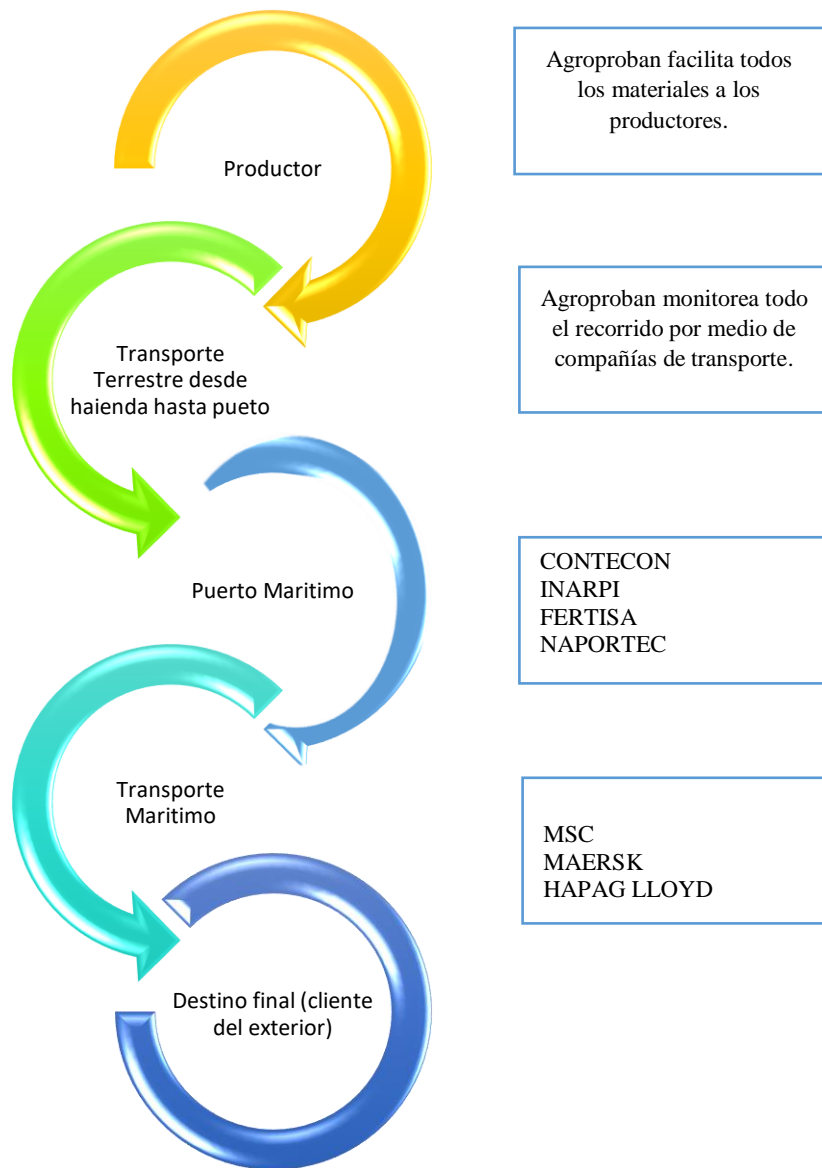 Productor
Agroproban facilita todos
los materiales a los
productores.
Transporte
Terrestre desde
haienda hasta pueto
Agroproban monitorea todo
el recorrido por medio de
compañías de transporte.
Puerto Maritimo
CONTECON
INARPI
FERTISA
NAPORTEC
Transporte
Maritimo
MSC
MAERSK
HAPAG LLOYD
Destino final (cliente
del exterior)